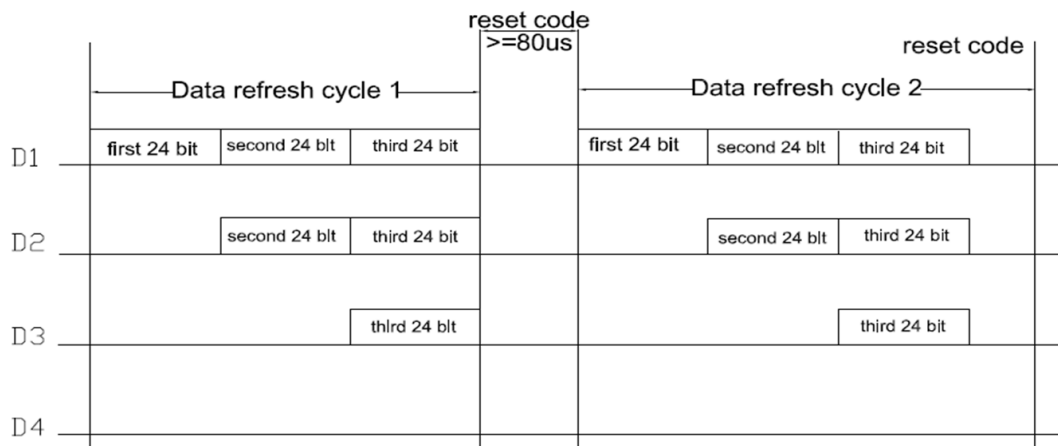 reset code
>=80us
reset code
Data refresh cycle 1
Data refresh cycle 2
D1 first 24 bit second 24 blt third 24 bit first 24 bit second 24 blt third 24 bit
D2 second 24 blt third 24 bit second 24 blt third 24 bit
D3 thlrd 24 blt third 24 bit
D4